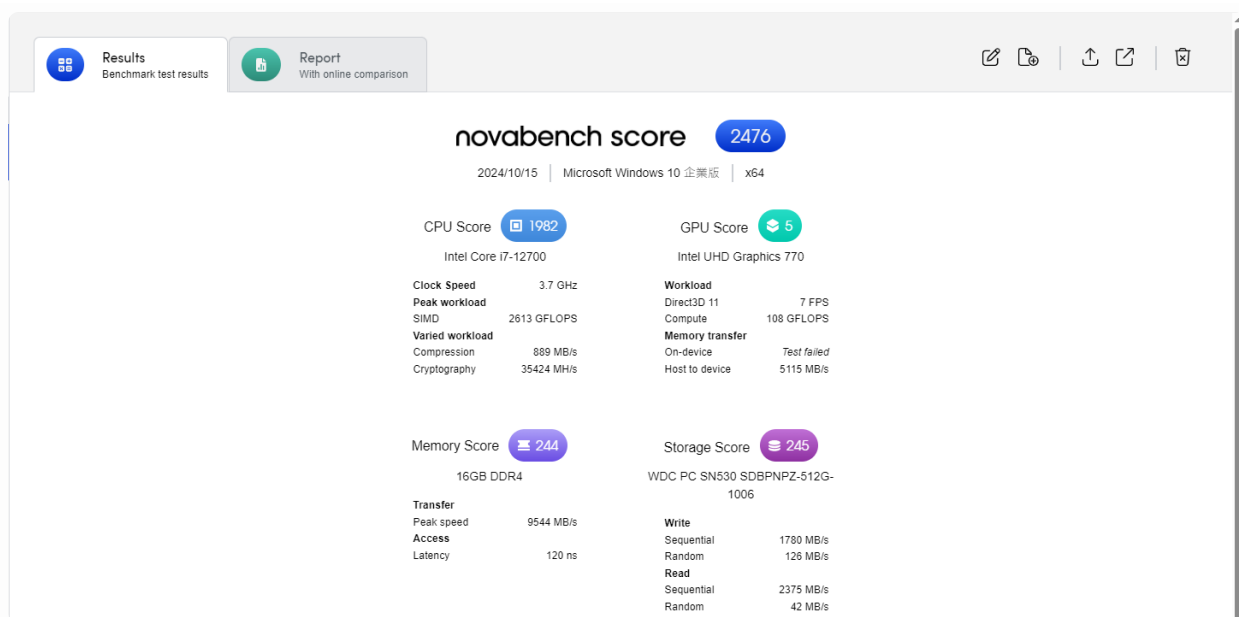 Results
Benchmark test results
Report
With online comparison
novabench score 2476
2024/10/15 Microsoft Windows 10 企業版 x64
CPU Score 1982
Intel Core i7-12700
Clock Speed 3.7 GHz
Peak workload
SIMD 2613 GFLOPS
Varied workload
Compression 889 MB/s
Cryptography 35424 MH/s
GPU Score 5
Intel UHD Graphics 770
Workload
Direct3D 11 7 FPS
Compute 108 GFLOPS
Memory transfer
On-device Test failed
Host to device 5115 MB/s
Memory Score 244
16GB DDR4
Transfer
Peak speed 9544 MB/s
Access
Latency 120 ns
Storage Score 245
WDC PC SN530 SDBPNPZ-512G-
1006
Write
Sequential 1780 MB/s
Random 126 MB/s
Read
Sequential 2375 MB/s
Random 42 MB/s